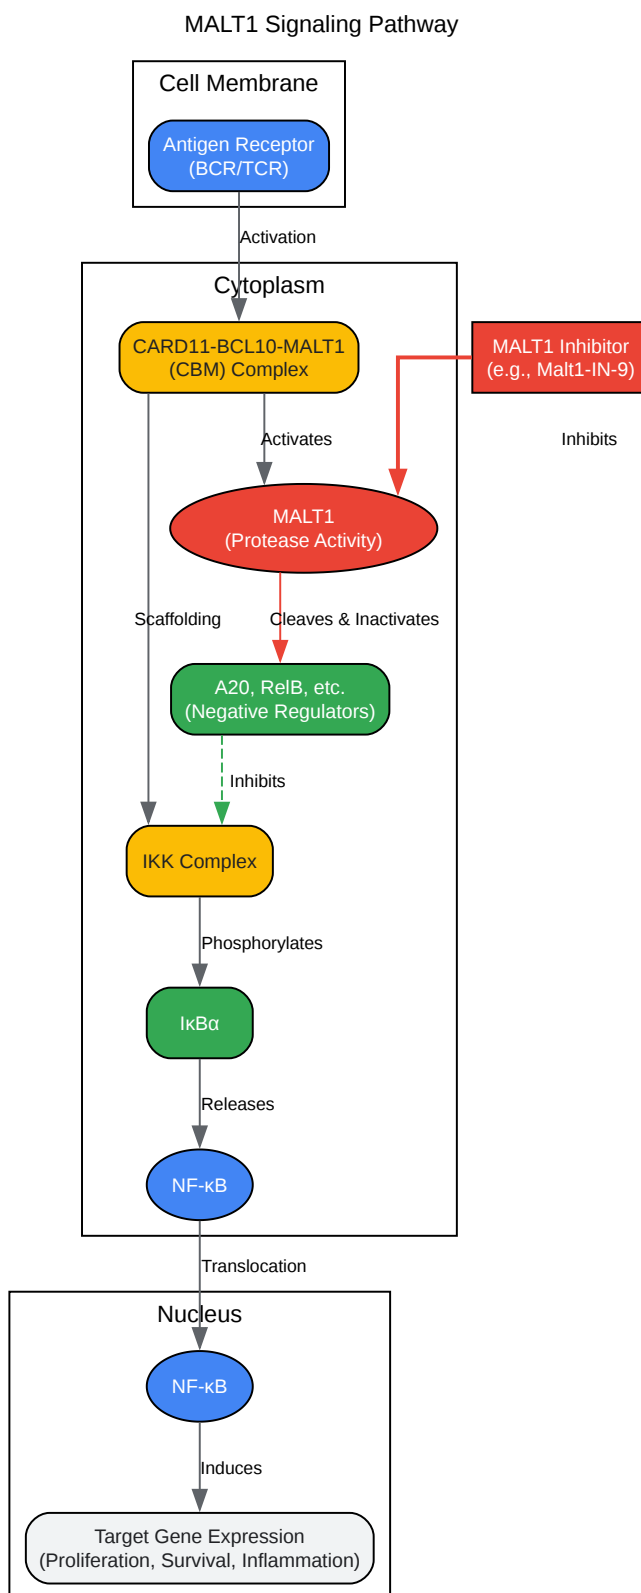 MALT1 Signaling Pathway
Cell Membrane
Antigen Receptor
(BCR/TCR)
Activation
Cytoplasm
CARD11-BCL10-MALT1
(CBM) Complex
MALT1 Inhibitor
(e.g., Malt1-IN-9)
Activates
Inhibits
MALT1
(Protease Activity)
Scaffolding
Cleaves & Inactivates
A20, RelB, etc.
(Negative Regulators)
Inhibits
IKK Complex
Phosphorylates
IκBα
Releases
NF-κB
Translocation
Nucleus
NF-κB
Induces
Target Gene Expression
(Proliferation, Survival, Inflammation)